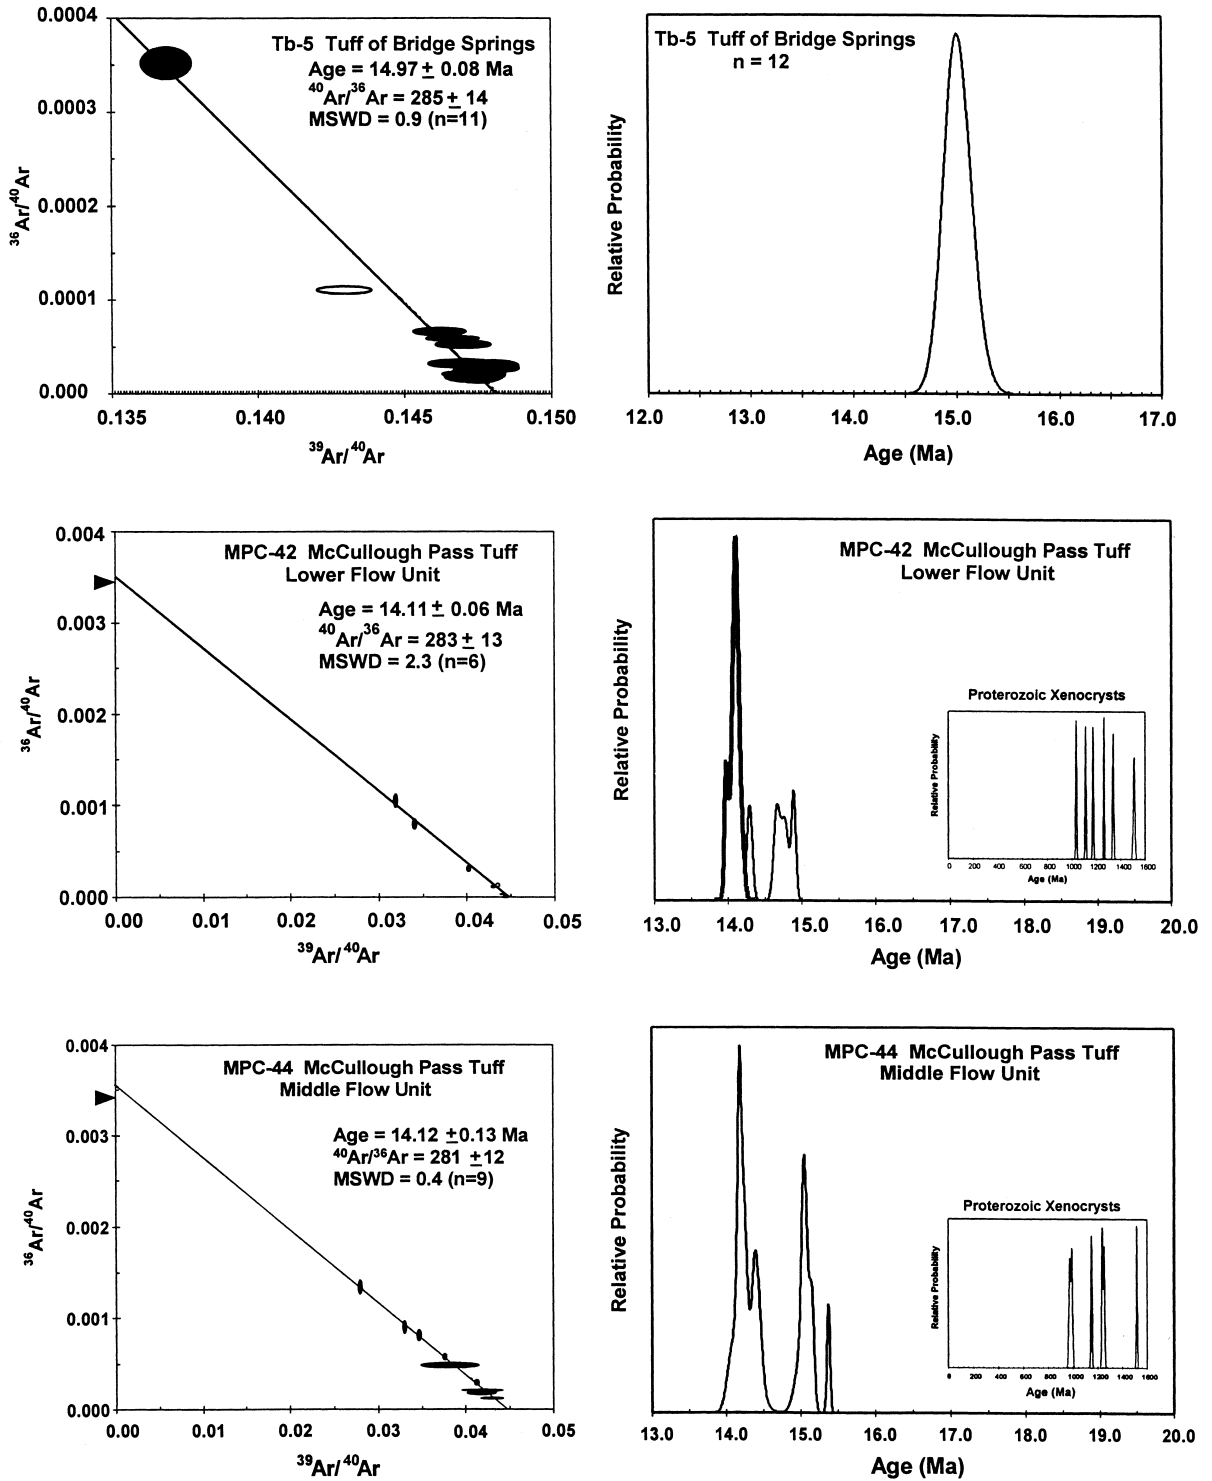 Tb-5 Tuff of Bridge Springs
Age = 14.97 ± 0.08 Ma
40Ar/36Ar = 285 ± 14
MSWD = 0.9 (n=11)
36Ar/40Ar
0.0004
0.0003
0.0002
0.0001
0.000
0.135
0.140
0.145
0.150
39Ar/40Ar
Tb-5 Tuff of Bridge Springs
n = 12
Relative Probability
12.0
13.0
14.0
15.0
16.0
17.0
Age (Ma)
MPC-42 McCullough Pass Tuff
Lower Flow Unit
Age = 14.11 ± 0.06 Ma
40Ar/36Ar = 283 ± 13
MSWD = 2.3 (n=6)
36Ar/40Ar
0.004
0.003
0.002
0.001
0.000
0.00
0.01
0.02
0.03
0.04
0.05
39Ar/40Ar
MPC-42 McCullough Pass Tuff
Lower Flow Unit
Relative Probability
Proterozoic Xenocrysts
Relative Probability
0
200
400
600
800
1000
1200
1400
1600
Age (Ma)
13.0
14.0
15.0
16.0
17.0
18.0
19.0
20.0
Age (Ma)
MPC-44 McCullough Pass Tuff
Middle Flow Unit
Age = 14.12 ±0.13 Ma
40Ar/36Ar = 281 ±12
MSWD = 0.4 (n=9)
36Ar/40Ar
0.004
0.003
0.002
0.001
0.000
0.00
0.01
0.02
0.03
0.04
0.05
39Ar/40Ar
MPC-44 McCullough Pass Tuff
Middle Flow Unit
Relative Probability
Proterozoic Xenocrysts
Relative Probability
0
200
400
600
800
1000
1200
1400
1600
Age (Ma)
13.0
14.0
15.0
16.0
17.0
18.0
19.0
20.0
Age (Ma)